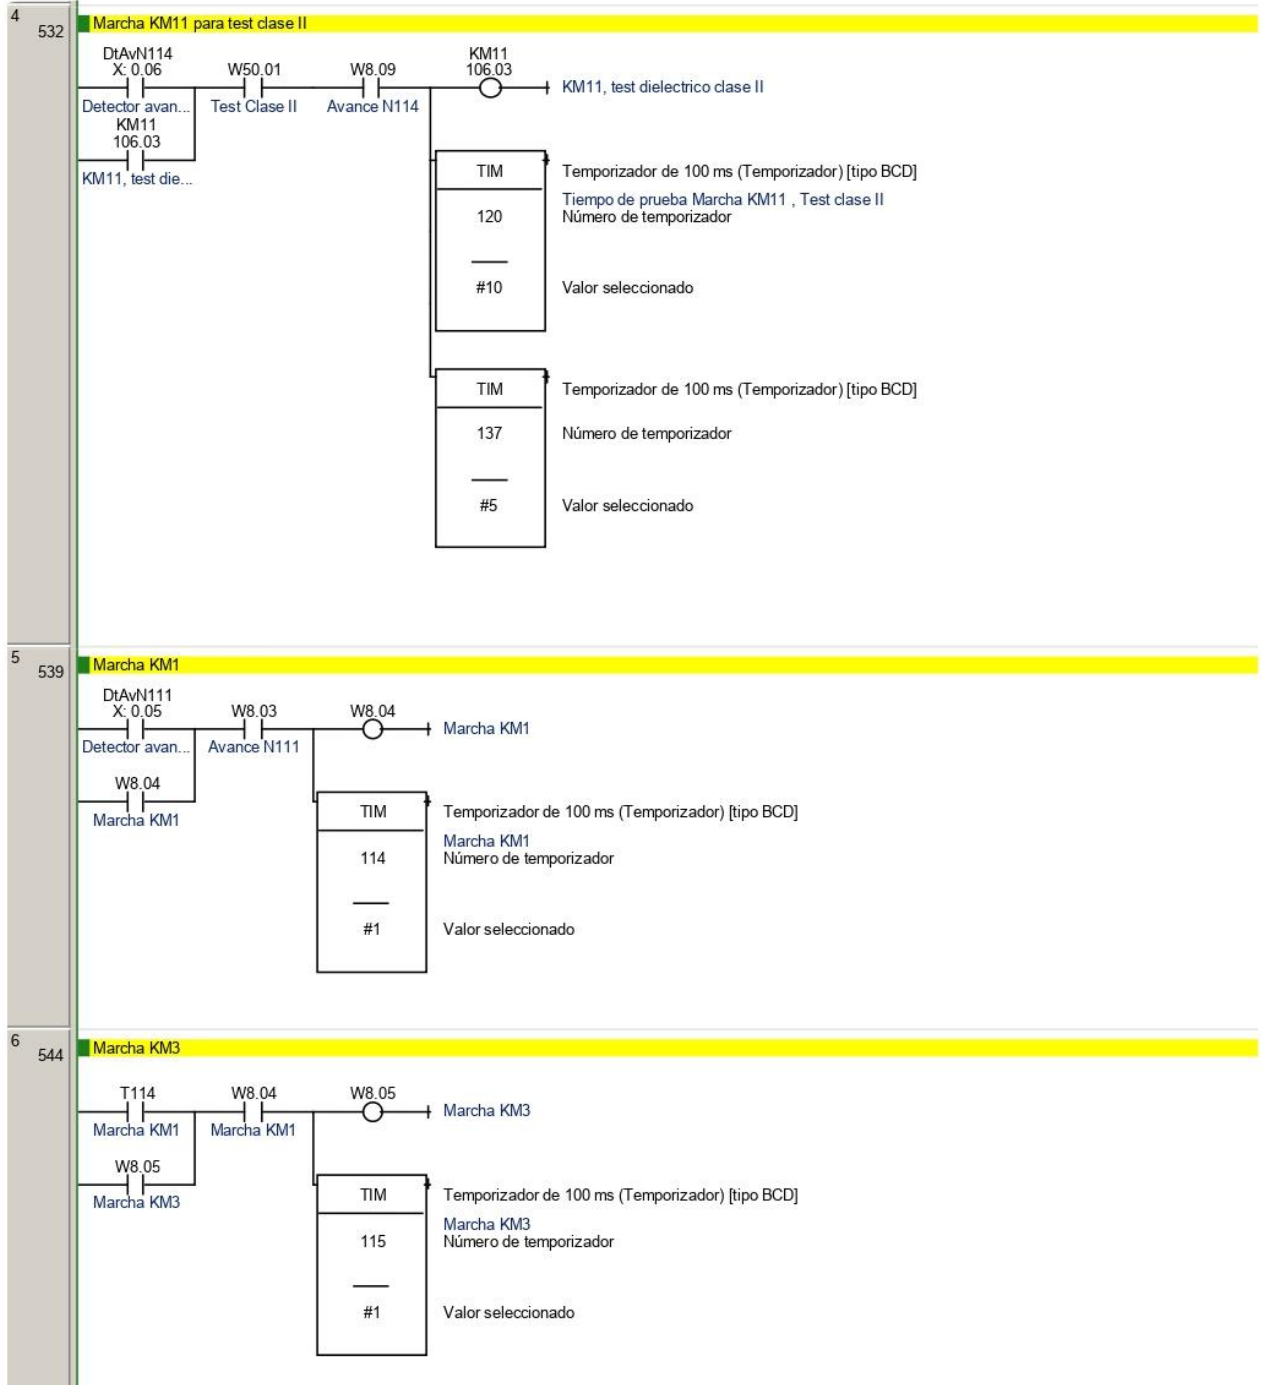 4
532
Marcha KM11 para test clase II
DtAvN114
X: 0.06
W50.01
W8.09
KM11
106.03
Detector avan...
Test Clase II
Avance N114
KM11, test dielectrico clase II
KM11
106.03
KM11, test die...
TIM
Temporizador de 100 ms (Temporizador) [tipo BCD]
Tiempo de prueba Marcha KM11 , Test clase II
120
Número de temporizador
#10
Valor seleccionado
TIM
Temporizador de 100 ms (Temporizador) [tipo BCD]
137
Número de temporizador
#5
Valor seleccionado
5
539
Marcha KM1
DtAvN111
X: 0.05
W8.03
W8.04
Detector avan...
Avance N111
Marcha KM1
W8.04
Marcha KM1
TIM
Temporizador de 100 ms (Temporizador) [tipo BCD]
Marcha KM1
114
Número de temporizador
#1
Valor seleccionado
6
544
Marcha KM3
T114
W8.04
W8.05
Marcha KM1
Marcha KM1
Marcha KM3
W8.05
Marcha KM3
TIM
Temporizador de 100 ms (Temporizador) [tipo BCD]
Marcha KM3
115
Número de temporizador
#1
Valor seleccionado